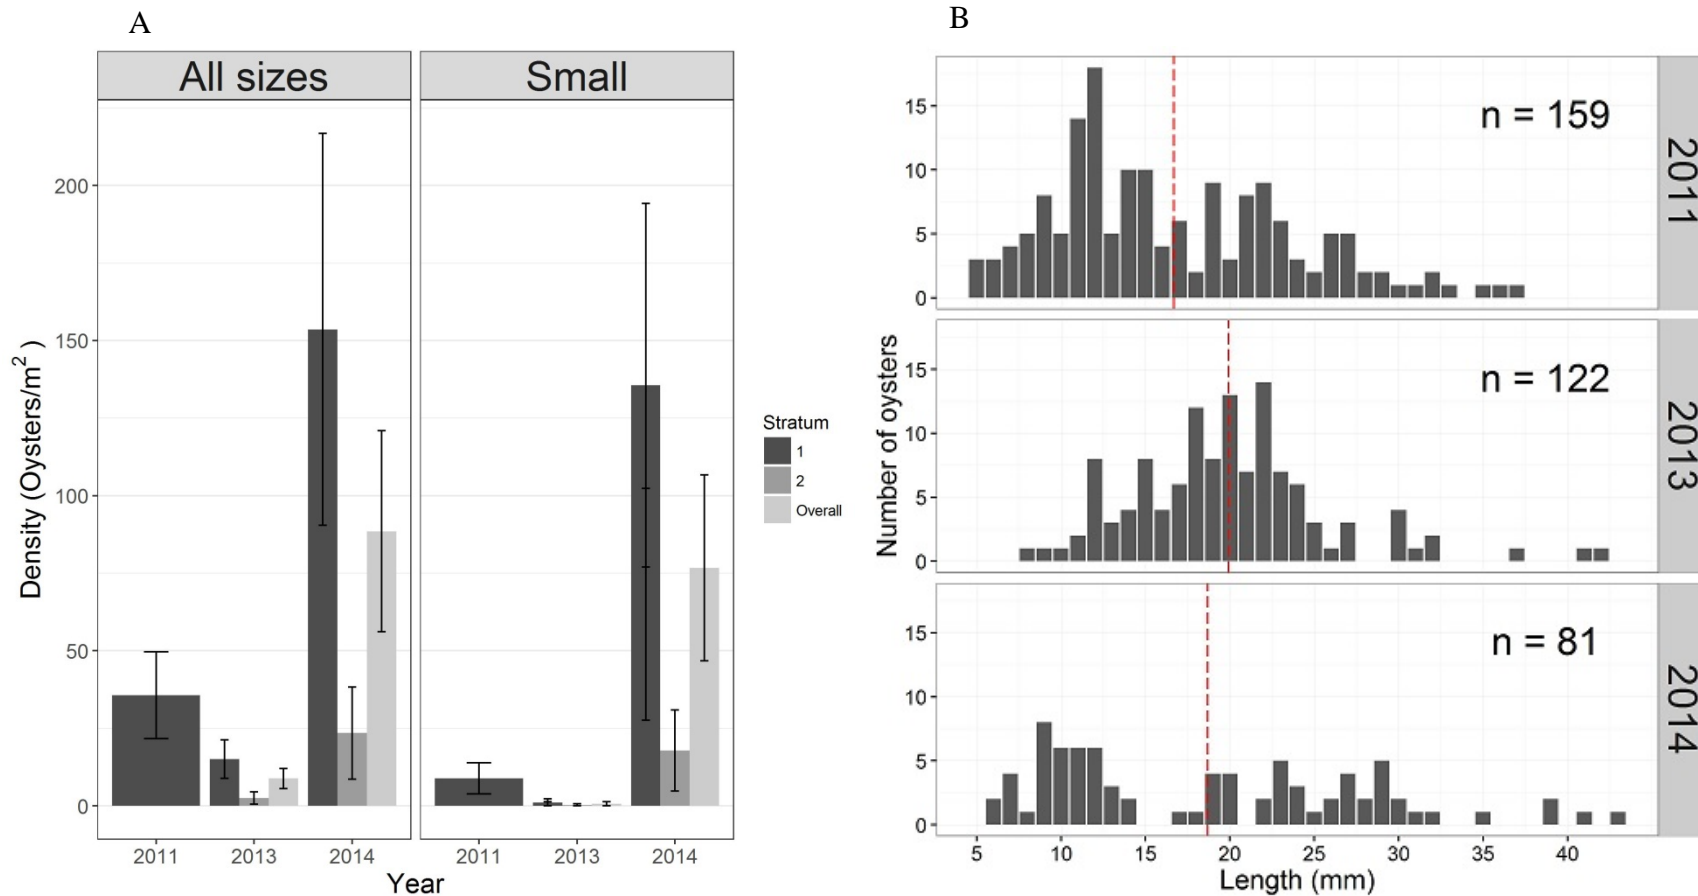 A
All sizes
Small
Density (Oysters/m²)
200
150
100
50
0
2011
2013
2014
2011
2013
2014
Year
Stratum
1
2
Overall
B
Number of oysters
15
10
5
0
n = 159
2011
15
10
5
0
n = 122
2013
15
10
5
0
n = 81
2014
5
10
15
20
25
30
35
40
Length (mm)